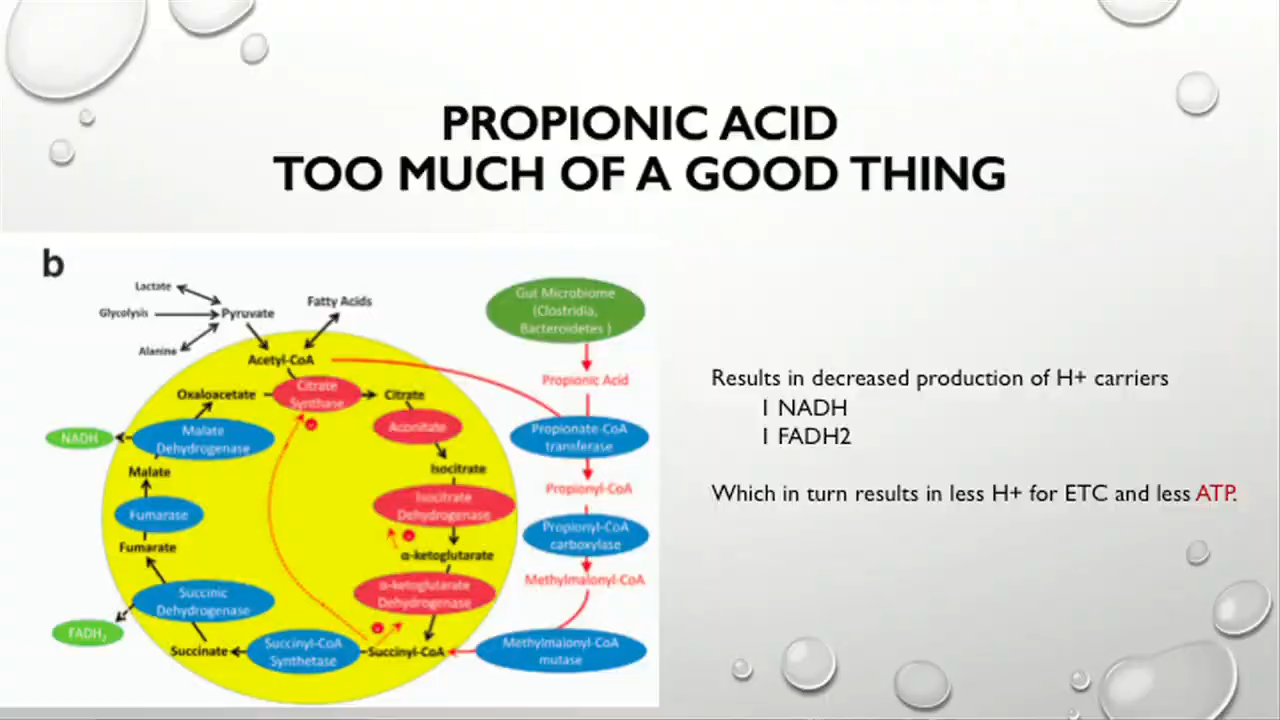 PROPIONIC ACID
TOO MUCH OF A GOOD THING
b
Lactate
Glycolysis
Pyruvate
Alanine
Fatty Acids
Acetyl-CoA
Oxaloacetate
Citrate
Synthase
Citrate
Aconitate
Isocitrate
Isocitrate
Dehydrogenase
α-ketoglutarate
α-ketoglutarate
Dehydrogenase
Succinyl-CoA
Succinyl-CoA
Synthetase
Succinate
Succinic
Dehydrogenase
FADH2
Fumarate
Fumarase
Malate
Malate
Dehydrogenase
NADH
Gut Microbiome
(Clostridia,
Bacteroidetes )
Propionic Acid
Propionate-CoA
transferase
Propionyl-CoA
Propionyl-CoA
carboxylase
Methylmalonyl-CoA
Methylmalonyl-CoA
mutase
Results in decreased production of H+ carriers
1 NADH
1 FADH2
Which in turn results in less H+ for ETC and less ATP.